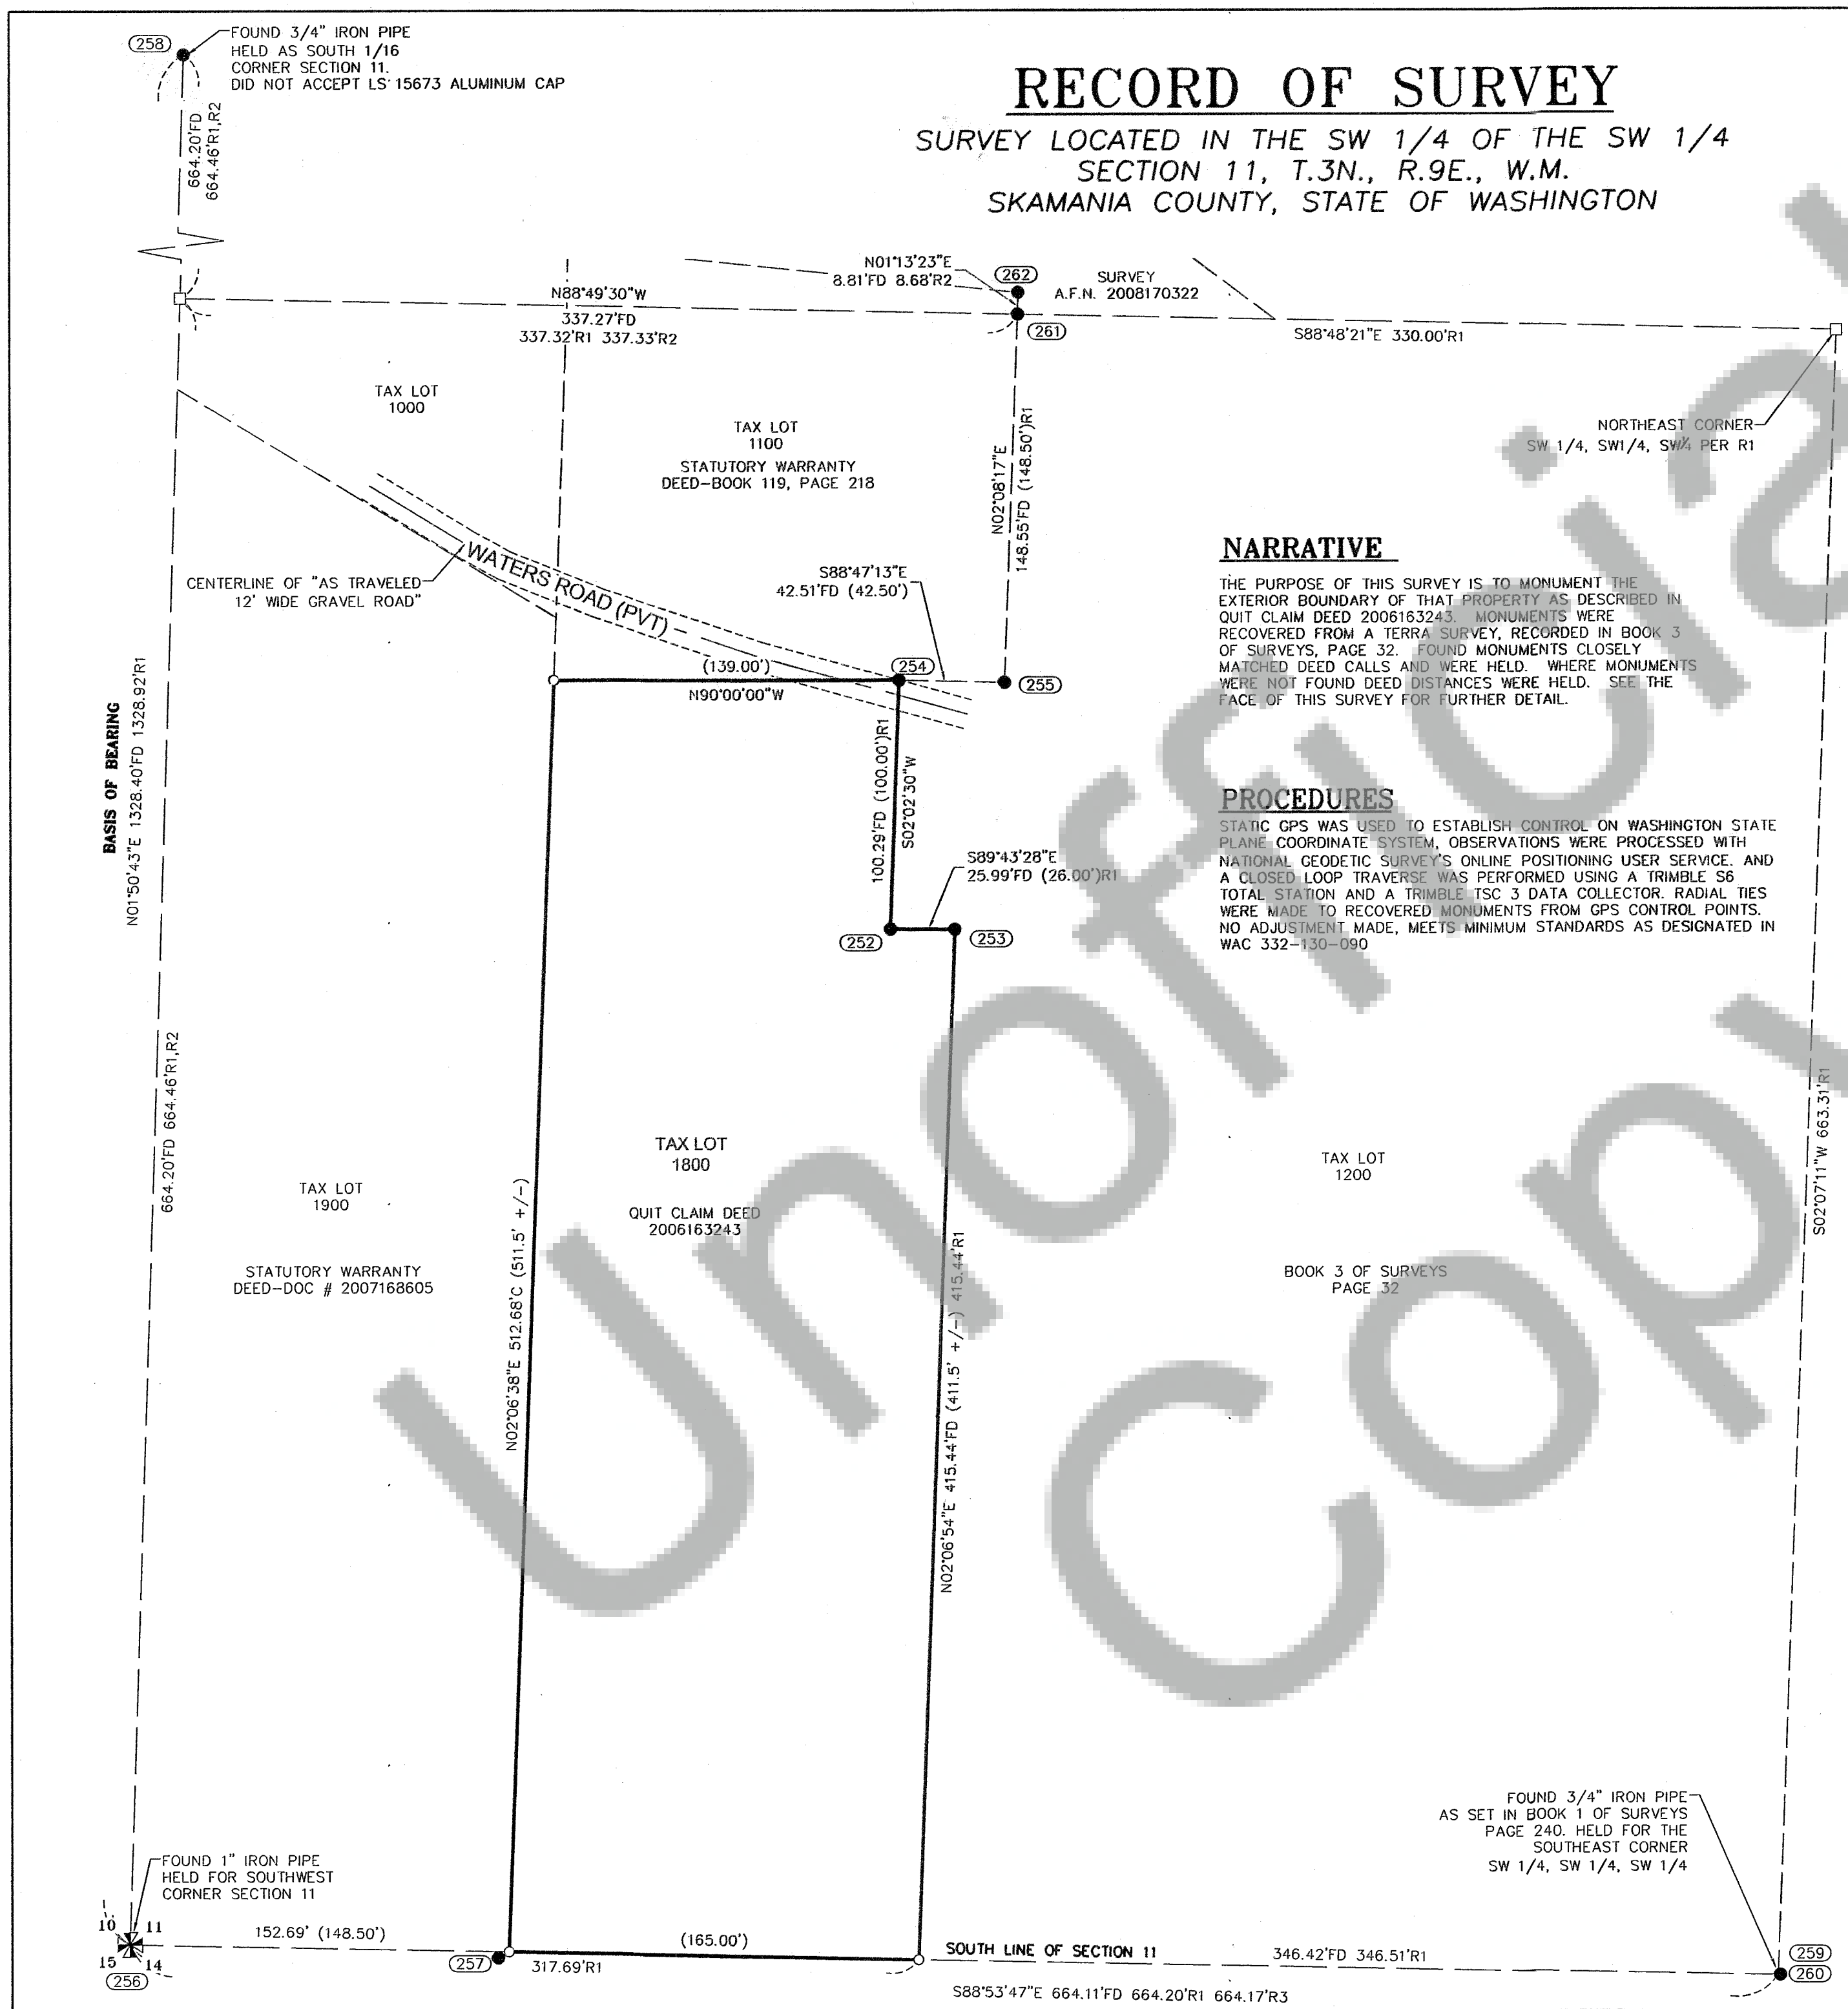 RECORD OF SURVEY
SURVEY LOCATED IN THE SW 1/4 OF THE SW 1/4
SECTION 11, T.3N., R.9E., W.M.
SKAMANIA COUNTY, STATE OF WASHINGTON
258
FOUND 3/4" IRON PIPE
HELD AS SOUTH 1/16
CORNER SECTION 11.
DID NOT ACCEPT LS 15673 ALUMINUM CAP
664.20'FD
664.46'R1,R2
N88°49'30"W
337.27'FD
337.32'R1 337.33'R2
N01°13'23"E
8.81'FD 8.68'R2
262
261
SURVEY
A.F.N. 2008170322
S88°48'21"E 330.00'R1
TAX LOT
1000
TAX LOT
1100
STATUTORY WARRANTY
DEED-BOOK 119, PAGE 218
N02°08'17"E
148.55'FD (148.50')R1
NORTHEAST CORNER
SW 1/4, SW1/4, SW¼ PER R1
CENTERLINE OF "AS TRAVELED
12' WIDE GRAVEL ROAD"
WATERS ROAD (PVT)
S88°47'13"E
42.51'FD (42.50')
(139.00')
N90°00'00"W
254
255
NARRATIVE
THE PURPOSE OF THIS SURVEY IS TO MONUMENT THE
EXTERIOR BOUNDARY OF THAT PROPERTY AS DESCRIBED IN
QUIT CLAIM DEED 2006163243. MONUMENTS WERE
RECOVERED FROM A TERRA SURVEY, RECORDED IN BOOK 3
OF SURVEYS, PAGE 32. FOUND MONUMENTS CLOSELY
MATCHED DEED CALLS AND WERE HELD. WHERE MONUMENTS
WERE NOT FOUND DEED DISTANCES WERE HELD. SEE THE
FACE OF THIS SURVEY FOR FURTHER DETAIL.
BASIS OF BEARING
N01°50'43"E 1328.40'FD 1328.92'R1
100.29'FD (100.00')R1
S02°02'30"W
S89°43'28"E
25.99'FD (26.00')R1
252
253
PROCEDURES
STATIC GPS WAS USED TO ESTABLISH CONTROL ON WASHINGTON STATE
PLANE COORDINATE SYSTEM, OBSERVATIONS WERE PROCESSED WITH
NATIONAL GEODETIC SURVEY'S ONLINE POSITIONING USER SERVICE. AND
A CLOSED LOOP TRAVERSE WAS PERFORMED USING A TRIMBLE S6
TOTAL STATION AND A TRIMBLE TSC 3 DATA COLLECTOR. RADIAL TIES
WERE MADE TO RECOVERED MONUMENTS FROM GPS CONTROL POINTS.
NO ADJUSTMENT MADE, MEETS MINIMUM STANDARDS AS DESIGNATED IN
WAC 332-130-090
664.20'FD 664.46'R1,R2
S02°07'11"W 663.31'R1
TAX LOT
1900
STATUTORY WARRANTY
DEED-DOC # 2007168605
N02°06'38"E 512.68'C (511.5' +/-)
TAX LOT
1800
QUIT CLAIM DEED
2006163243
N02°06'54"E 415.44'FD (411.5' +/-) 415.44'R1
TAX LOT
1200
BOOK 3 OF SURVEYS
PAGE 32
FOUND 3/4" IRON PIPE
AS SET IN BOOK 1 OF SURVEYS
PAGE 240. HELD FOR THE
SOUTHEAST CORNER
SW 1/4, SW 1/4, SW 1/4
FOUND 1" IRON PIPE
HELD FOR SOUTHWEST
CORNER SECTION 11
10 11
15 14
256
152.69' (148.50')
257
317.69'R1
(165.00')
SOUTH LINE OF SECTION 11
346.42'FD 346.51'R1
259
260
S88°53'47"E 664.11'FD 664.20'R1 664.17'R3
Unofficial
Cop